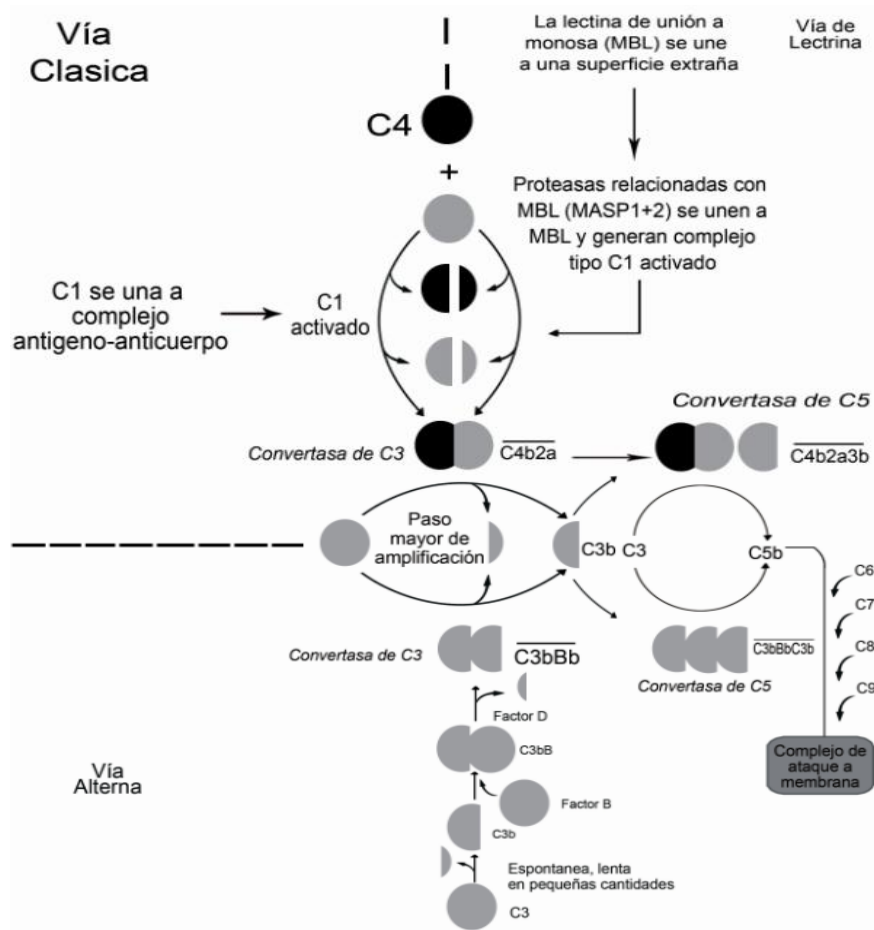 Vía
Clasica
La lectina de unión a
monosa (MBL) se une
a una superficie extraña
Vía de
Lectrina
C4
+
Proteasas relacionadas con
MBL (MASP1+2) se unen a
MBL y generan complejo
tipo C1 activado
C1 se una a
complejo
antigeno-anticuerpo
C1
activado
Convertasa de C5
Convertasa de C3
C4b2a
C4b2a3b
Paso
mayor de
amplificación
C3b
C3
C5b
C6
C7
C8
C9
Convertasa de C3
C3bBb
C3bBbC3b
Convertasa de C5
Factor D
C3bB
Complejo de
ataque a
membrana
Vía
Alterna
Factor B
C3b
Espontanea, lenta
en pequeñas cantidades
C3